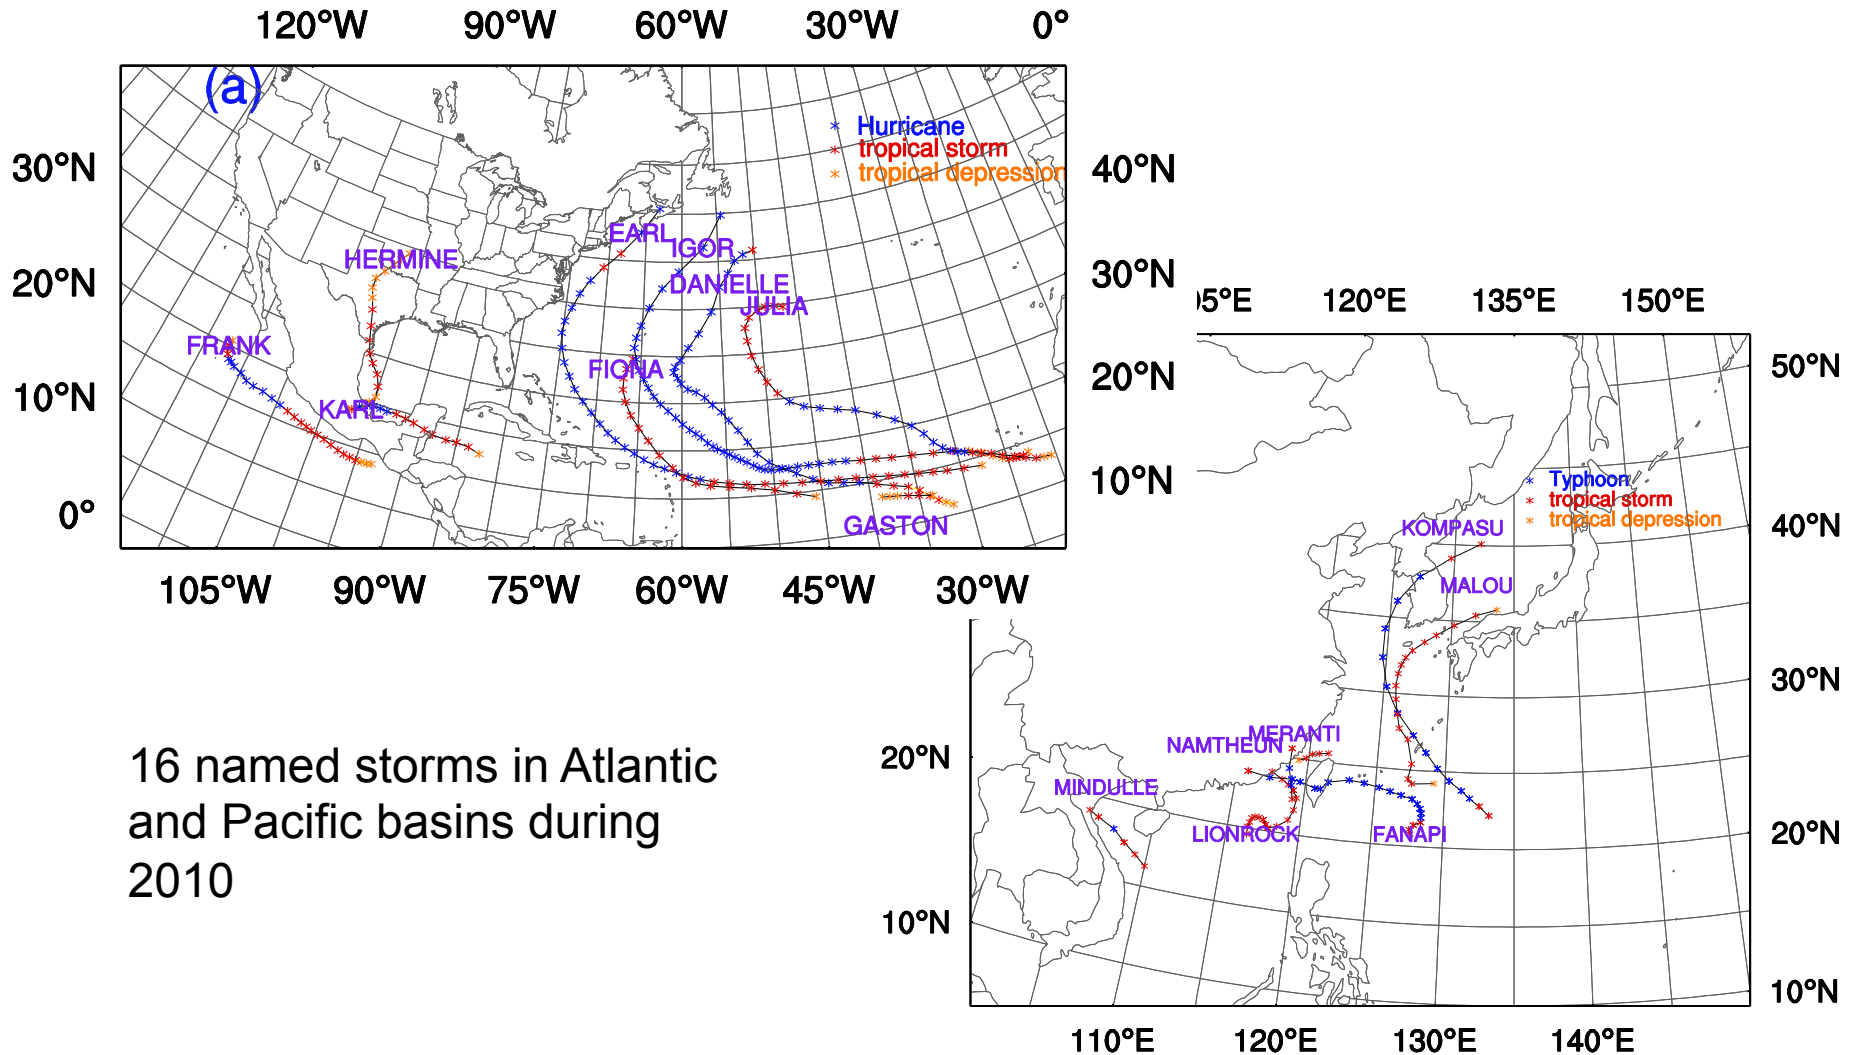 120°W 90°W 60°W 30°W 0°
(a)
Hurricane
tropical storm
tropical depression
30°N
20°N
10°N
0°
40°N
30°N
20°N
10°N
EARL
IGOR
HERMINE
DANIELLE
JULIA
FRANK
FIONA
KARL
GASTON
105°W 90°W 75°W 60°W 45°W 30°W
05°E 120°E 135°E 150°E
50°N
40°N
30°N
20°N
10°N
Typhoon
tropical storm
tropical depression
KOMPASU
MALOU
MERANTI
NAMTHEUN
MINDULLE
LIONROCK
FANAPI
20°N
10°N
110°E 120°E 130°E 140°E
16 named storms in Atlantic
and Pacific basins during
2010